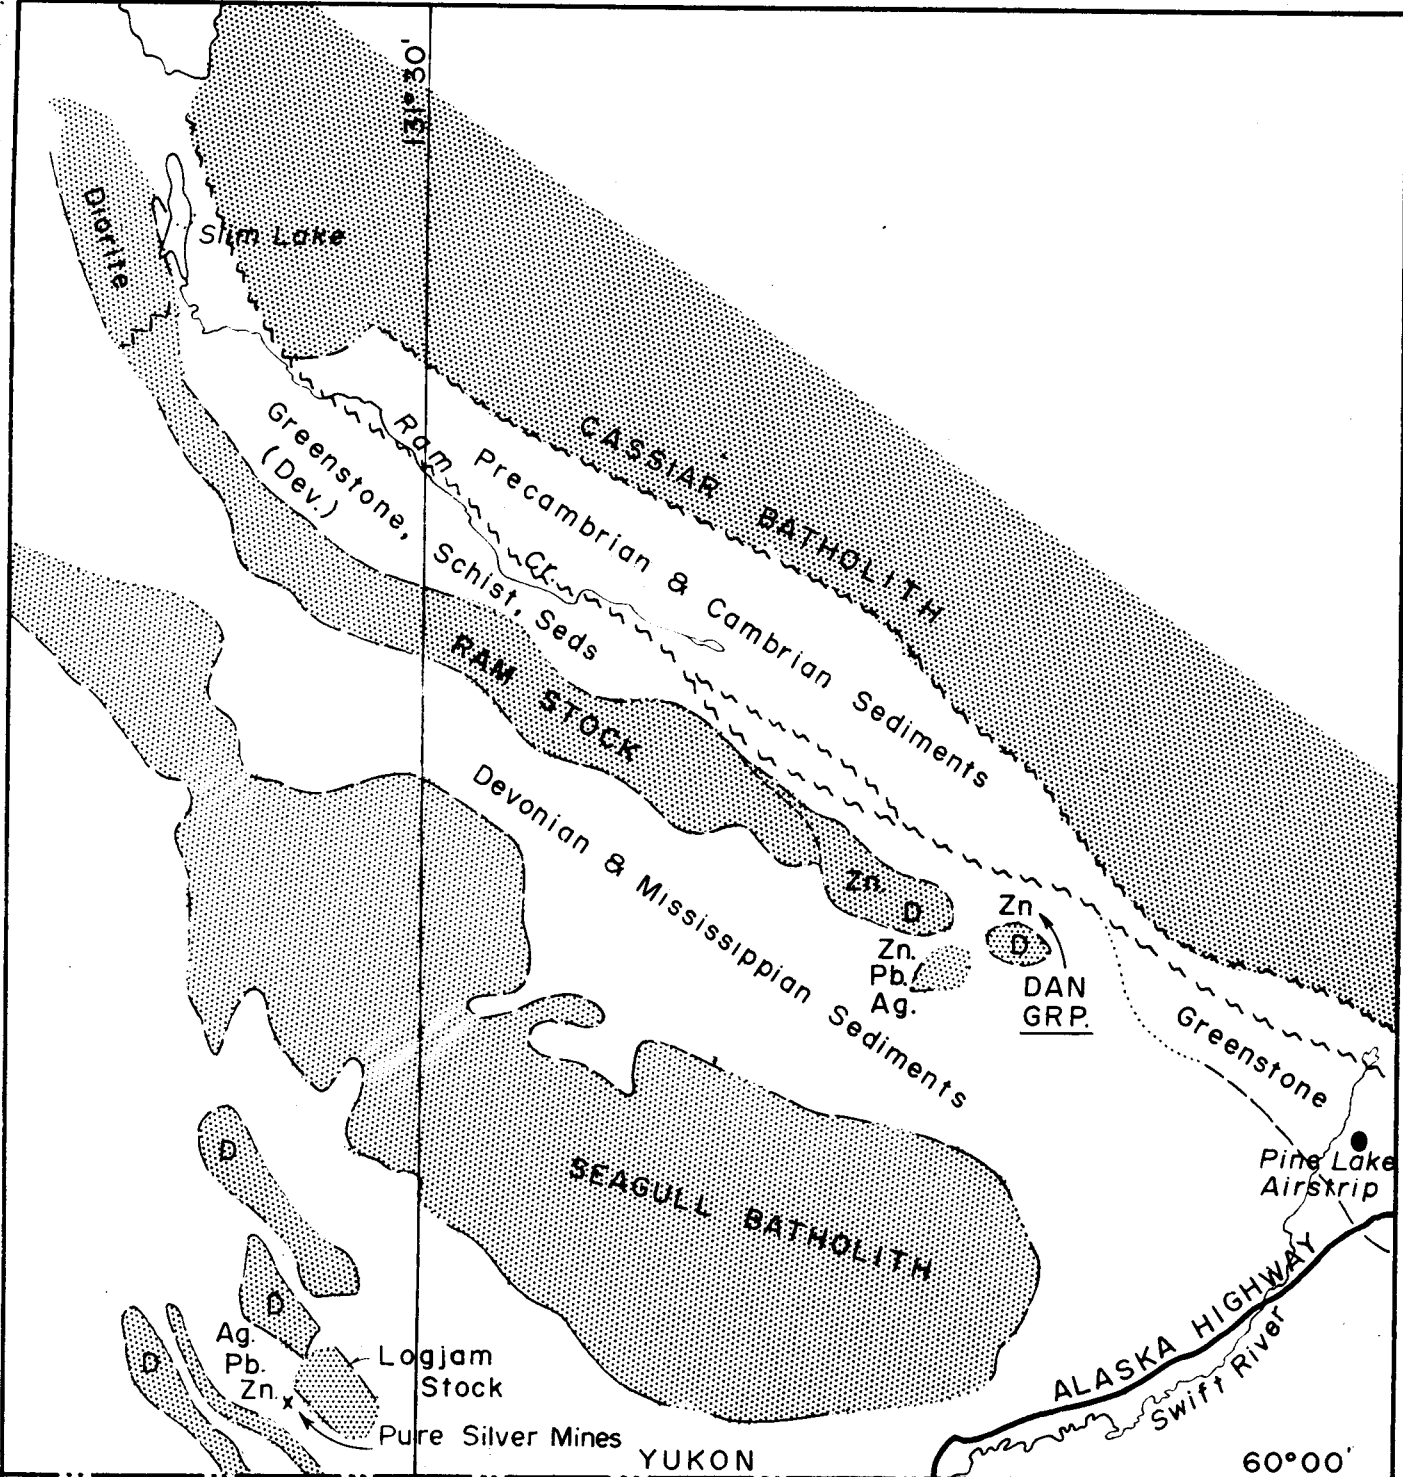 131°30'
Diorite
Slim Lake
CASSIAR BATHOLITH
Ram Cr.
Precambrian & Cambrian Sediments
Greenstone, Schist, Seds
(Dev.)
RAM STOCK
Devonian & Mississippian Sediments
Zn.
D
Zn
D
Zn.
Pb.
Ag.
DAN
GRP.
Greenstone
Pine Lake
Airstrip
SEAGULL BATHOLITH
D
D
D
Ag.
Pb.
Zn.
x
Logjam
Stock
Pure Silver Mines
ALASKA HIGHWAY
Swift River
YUKON
60°00'